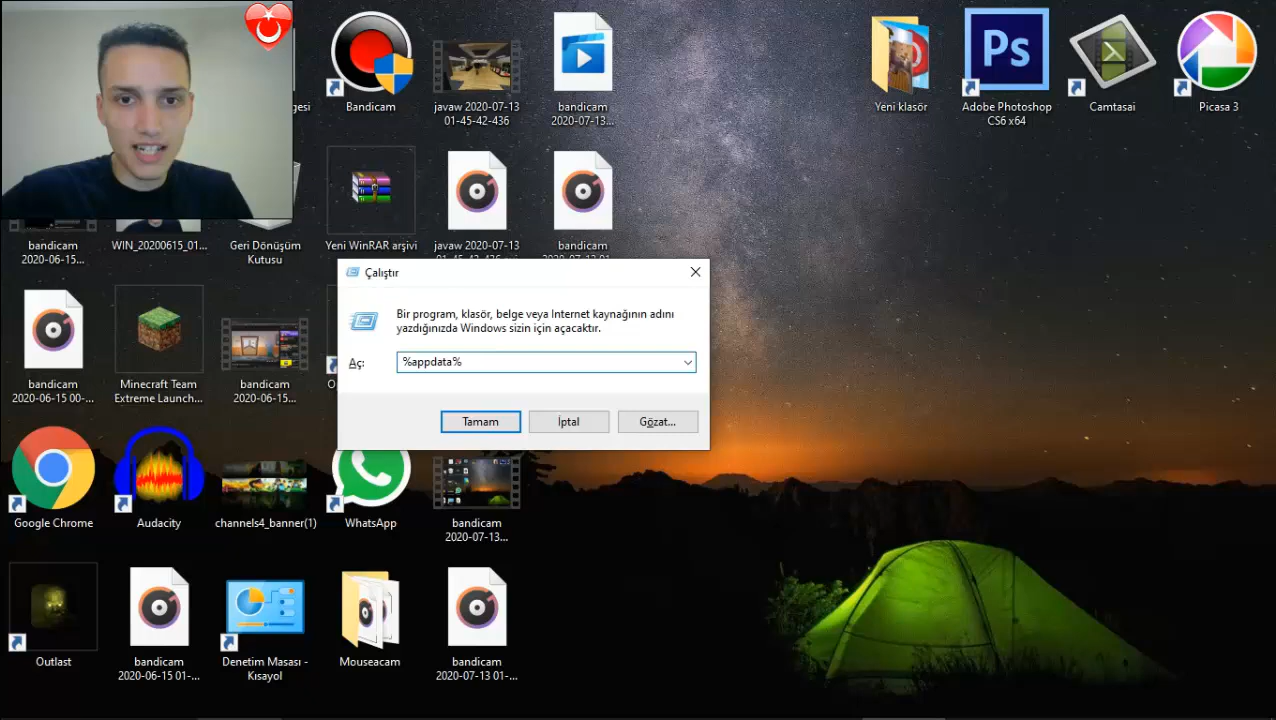 gesi
Bandicam
javaw 2020-07-13
01-45-42-436
bandicam
2020-07-13...
Yeni klasör
Adobe Photoshop
CS6 x64
Camtasai
Picasa 3
Ps
bandicam
2020-06-15...
WIN_20200615_01...
Geri Dönüşüm
Kutusu
Yeni WinRAR arşivi
javaw 2020-07-13
bandicam
Çalıştır
Bir program, klasör, belge veya Internet kaynağının adını
yazdığınızda Windows sizin için açacaktır.
Aç:
%appdata%
Tamam
İptal
Gözat...
bandicam
2020-06-15 00-...
Minecraft Team
Extreme Launch...
bandicam
2020-06-15...
O
Google Chrome
Audacity
channels4_banner(1)
WhatsApp
bandicam
2020-07-13...
Outlast
bandicam
2020-06-15 01-...
Denetim Masası -
Kısayol
Mouseacam
bandicam
2020-07-13 01-...